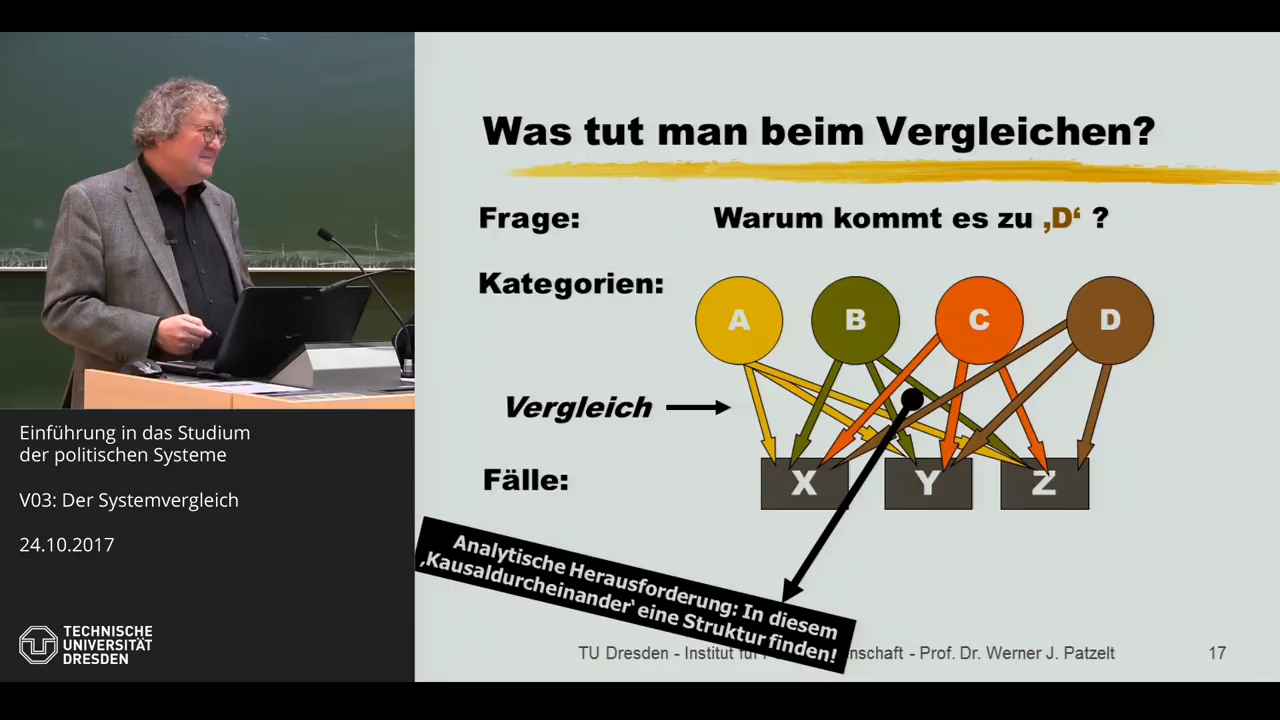 Was tut man beim Vergleichen?
Frage:
Warum kommt es zu ‚D‘ ?
Kategorien:
A
B
C
D
Vergleich
Fälle:
X
Y
Z
Analytische Herausforderung: In diesem
‚Kausaldurcheinander‘ eine Struktur finden!
TU Dresden - Institut für P nschaft - Prof. Dr. Werner J. Patzelt
17
Einführung in das Studium
der politischen Systeme
V03: Der Systemvergleich
24.10.2017
TECHNISCHE
UNIVERSITÄT
DRESDEN